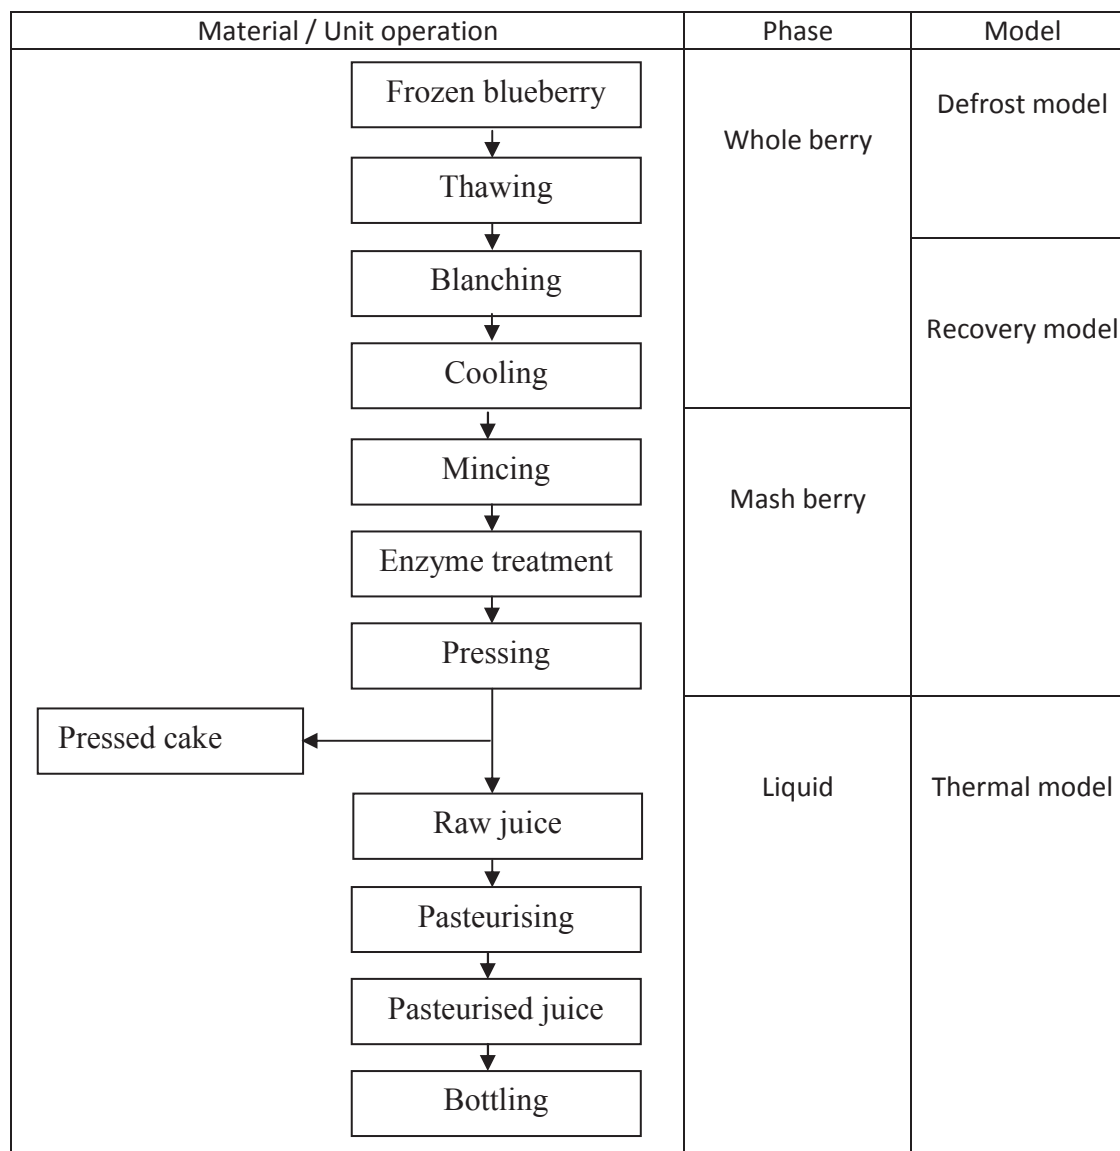 Material / Unit operation
Phase
Model
Frozen blueberry
Thawing
Blanching
Cooling
Mincing
Enzyme treatment
Pressing
Pressed cake
Raw juice
Pasteurising
Pasteurised juice
Bottling
Whole berry
Mash berry
Liquid
Defrost model
Recovery model
Thermal model